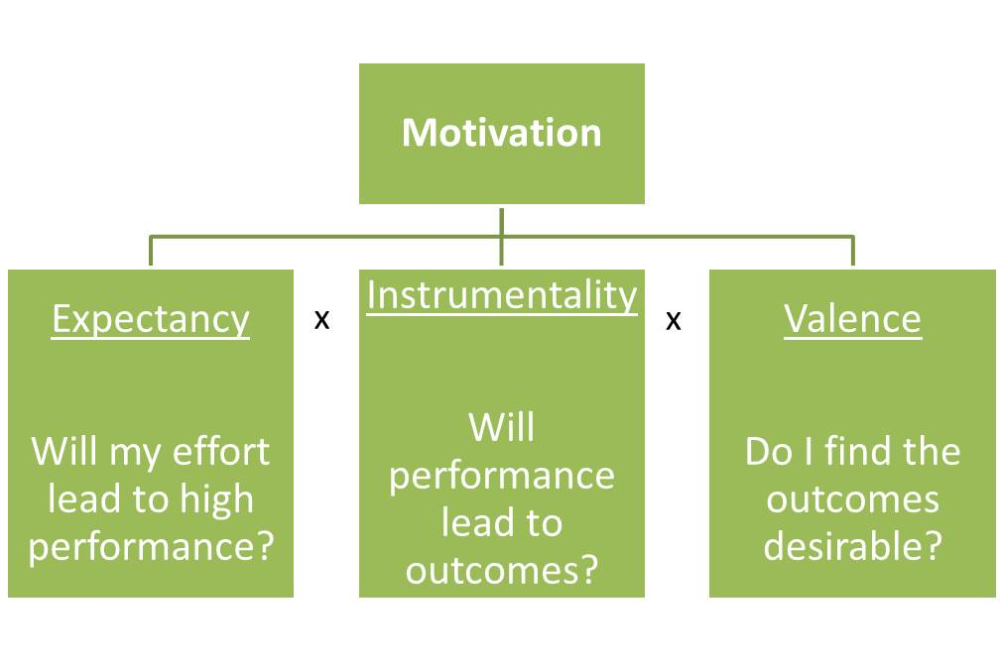 Motivation
Expectancy
x
Instrumentality
x
Valence
Will my effort
lead to high
performance?
Will
performance
lead to
outcomes?
Do I find the
outcomes
desirable?